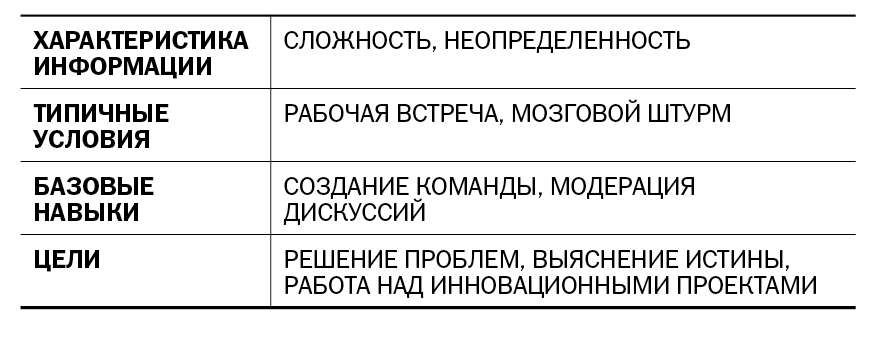 ХАРАКТЕРИСТИКА
ИНФОРМАЦИИ
СЛОЖНОСТЬ, НЕОПРЕДЕЛЕННОСТЬ
ТИПИЧНЫЕ
УСЛОВИЯ
РАБОЧАЯ ВСТРЕЧА, МОЗГОВОЙ ШТУРМ
БАЗОВЫЕ
НАВЫКИ
СОЗДАНИЕ КОМАНДЫ, МОДЕРАЦИЯ
ДИСКУССИЙ
ЦЕЛИ
РЕШЕНИЕ ПРОБЛЕМ, ВЫЯСНЕНИЕ ИСТИНЫ,
РАБОТА НАД ИННОВАЦИОННЫМИ ПРОЕКТАМИ